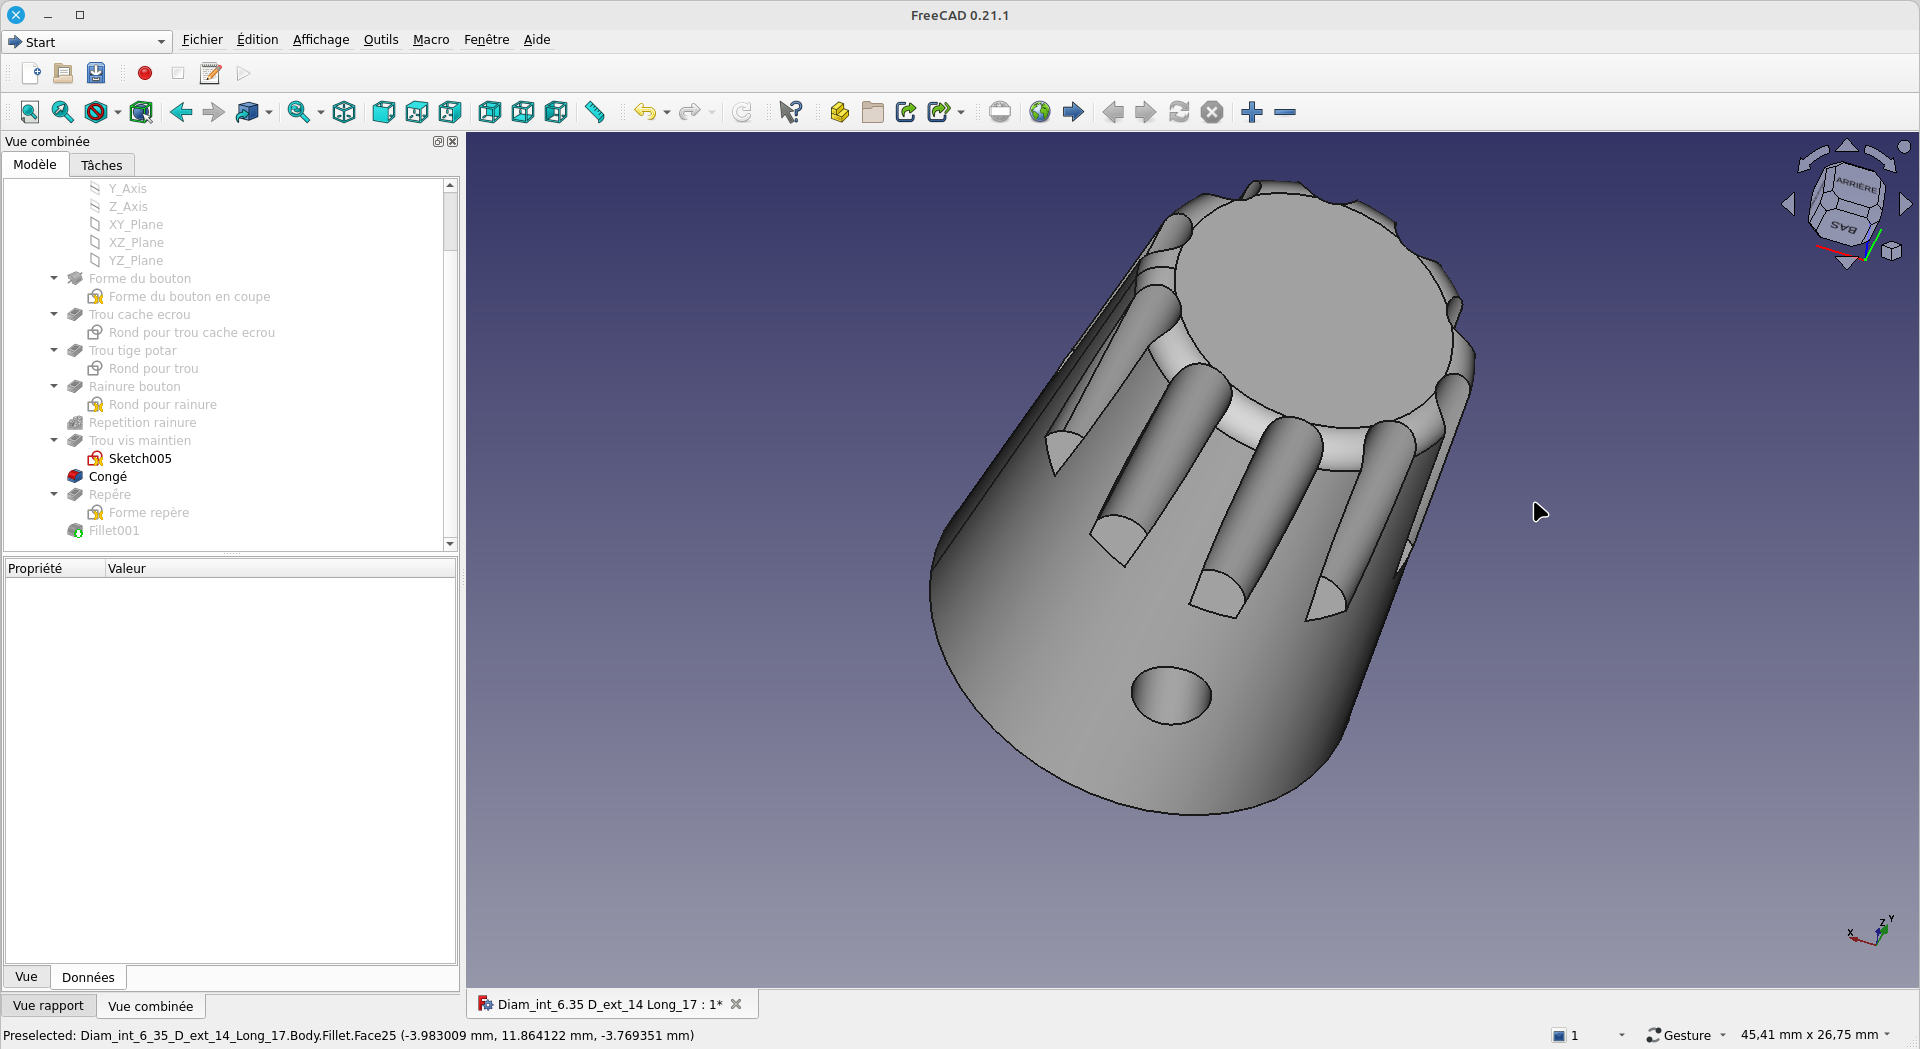 FreeCAD 0.21.1
Start
Fichier Édition Affichage Outils Macro Fenêtre Aide
Vue combinée
Modèle Tâches
Y_Axis
Z_Axis
XY_Plane
XZ_Plane
YZ_Plane
Forme du bouton
Forme du bouton en coupe
Trou cache ecrou
Rond pour trou cache ecrou
Trou tige potar
Rond pour trou
Rainure bouton
Rond pour rainure
Repetition rainure
Trou vis maintien
Sketch005
Congé
Repêre
Forme repère
Fillet001
Propriété Valeur
Vue Données
Vue rapport Vue combinée
ARRIÈRE
BAS
X Z Y
Diam_int_6.35 D_ext_14 Long_17 : 1*
Preselected: Diam_int_6_35_D_ext_14_Long_17.Body.Fillet.Face25 (-3.983009 mm, 11.864122 mm, -3.769351 mm)
1 Gesture 45,41 mm x 26,75 mm